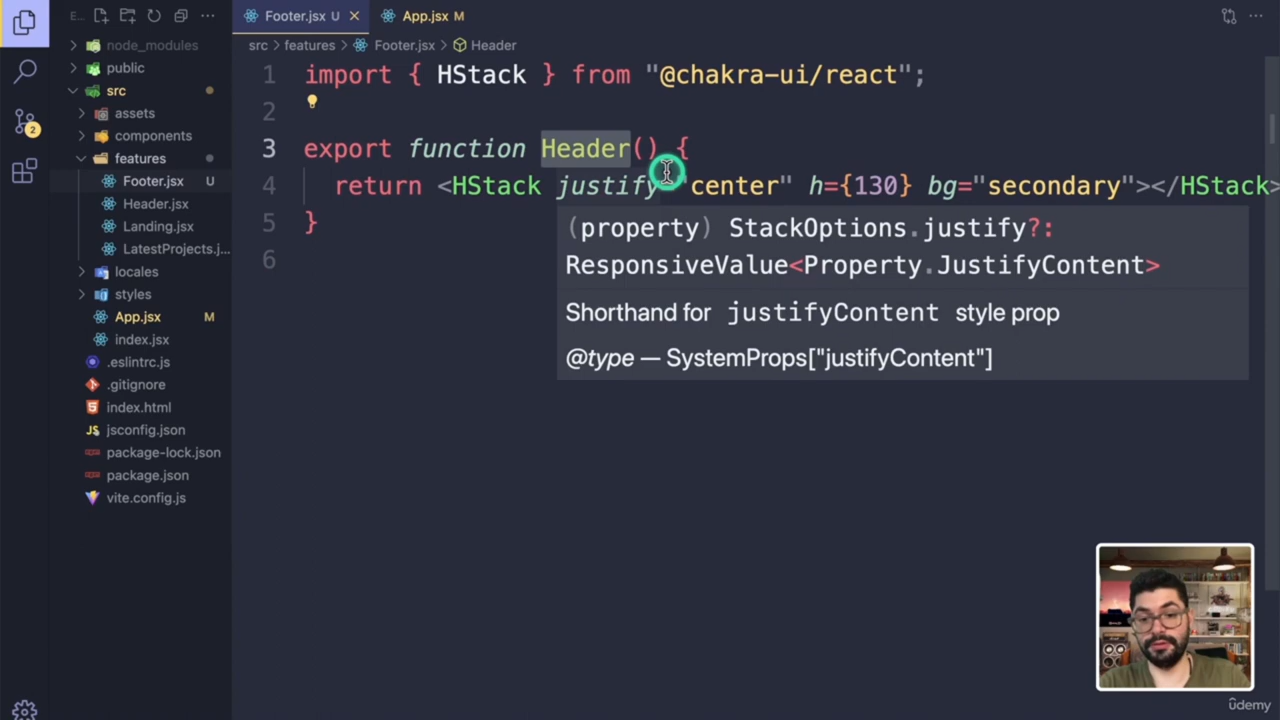 E...
Footer.jsx U
App.jsx M
node_modules
public
src
assets
components
features
Footer.jsx U
Header.jsx
Landing.jsx
LatestProjects.j...
locales
styles
App.jsx M
index.jsx
.eslintrc.js
.gitignore
index.html
jsconfig.json
package-lock.json
package.json
vite.config.js
2
src › features › Footer.jsx › Header
1 import { HStack } from "@chakra-ui/react";
2
3 export function Header() {
4 return <HStack justify="center" h={130} bg="secondary"></HStack>
5 }
6
(property) StackOptions.justify?:
ResponsiveValue<Property.JustifyContent>
Shorthand for justifyContent style prop
@type — SystemProps["justifyContent"]
JS
ûdemy